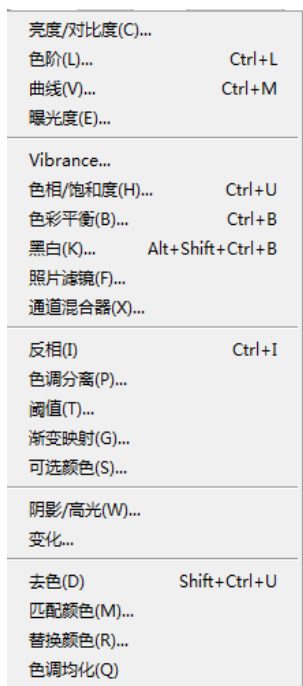 亮度/对比度(C)...
色阶(L)... Ctrl+L
曲线(V)... Ctrl+M
曝光度(E)...
Vibrance...
色相/饱和度(H)... Ctrl+U
色彩平衡(B)... Ctrl+B
黑白(K)... Alt+Shift+Ctrl+B
照片滤镜(F)...
通道混合器(X)...
反相(I) Ctrl+I
色调分离(P)...
阈值(T)...
渐变映射(G)...
可选颜色(S)...
阴影/高光(W)...
变化...
去色(D) Shift+Ctrl+U
匹配颜色(M)...
替换颜色(R)...
色调均化(Q)